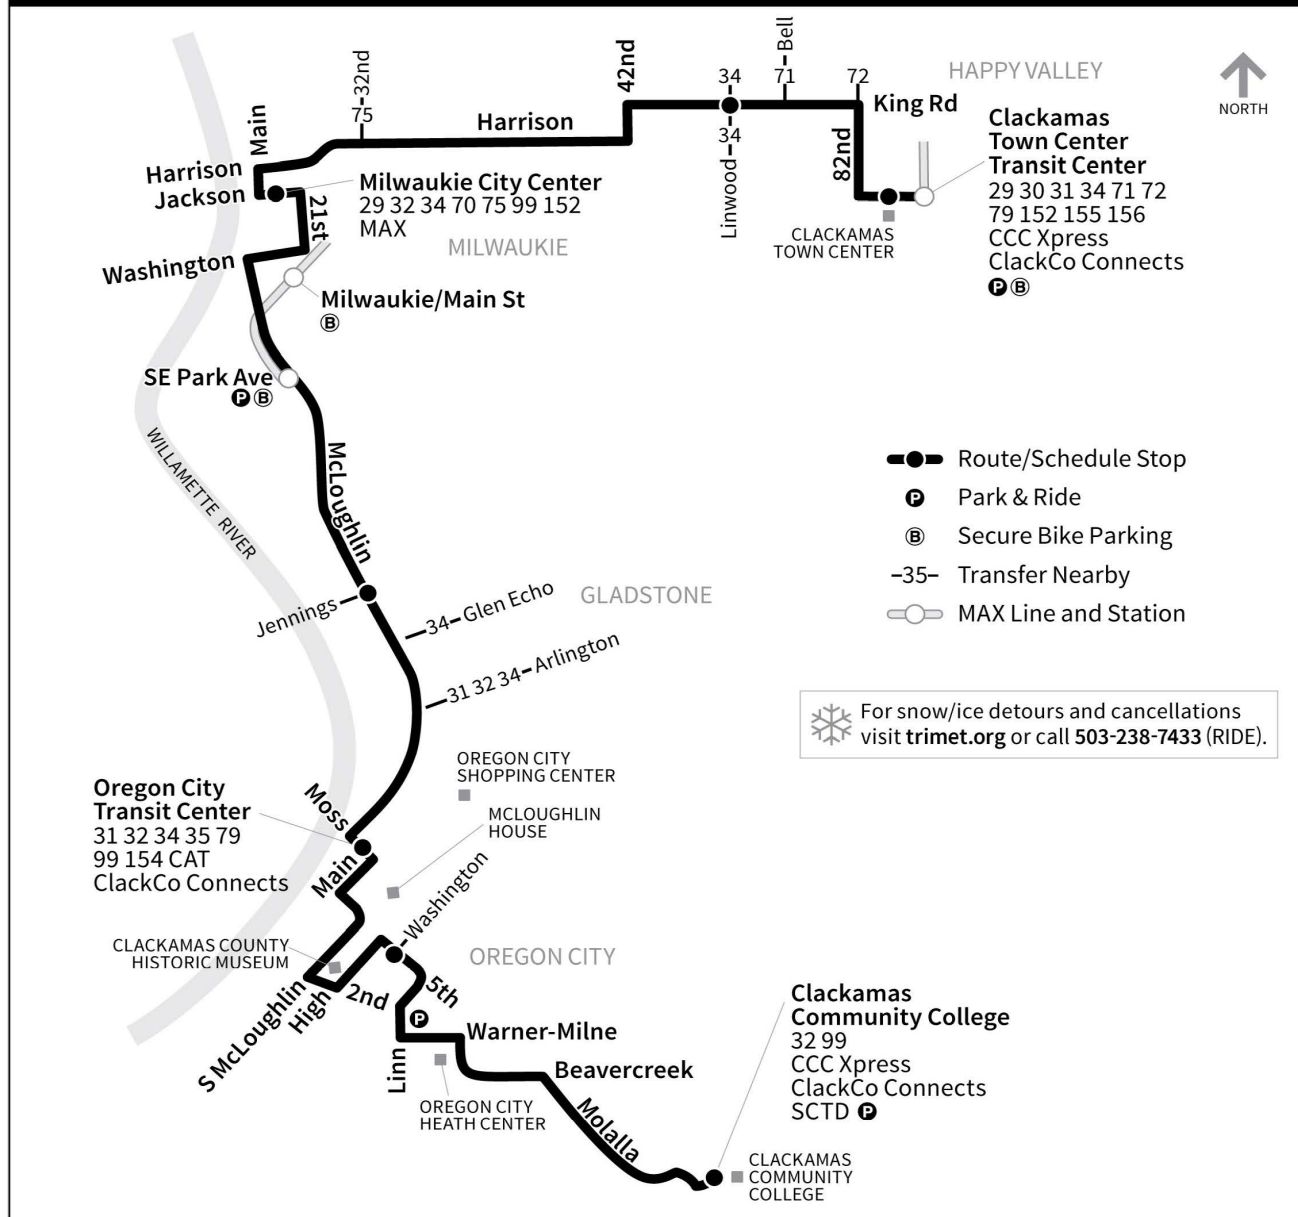 Bell
32nd
75
42nd
34
71
72
HAPPY VALLEY
NORTH
Main
Harrison
King Rd
34
Linwood
82nd
Clackamas
Town Center
Transit Center
29 30 31 34 71 72
79 152 155 156
CCC Xpress
ClackCo Connects
P B
Harrison
Jackson
21st
Milwaukie City Center
29 32 34 70 75 99 152
MAX
MILWAUKIE
CLACKAMAS
TOWN CENTER
Washington
Milwaukie/Main St
B
SE Park Ave
P B
WILLAMETTE RIVER
McLoughlin
Route/Schedule Stop
P Park & Ride
B Secure Bike Parking
35 Transfer Nearby
MAX Line and Station
Jennings
34 Glen Echo
GLADSTONE
31 32 34 Arlington
For snow/ice detours and cancellations
visit trimet.org or call 503-238-7433 (RIDE).
OREGON CITY
SHOPPING CENTER
Oregon City
Transit Center
31 32 34 35 79
99 154 CAT
ClackCo Connects
Moss
MCLOUGHLIN
HOUSE
Main
Washington
CLACKAMAS COUNTY
HISTORIC MUSEUM
OREGON CITY
S McLoughlin
High
2nd
5th
P
Linn
Warner-Milne
Beavercreek
OREGON CITY
HEATH CENTER
Molalla
Clackamas
Community College
32 99
CCC Xpress
ClackCo Connects
SCTD P
CLACKAMAS
COMMUNITY
COLLEGE